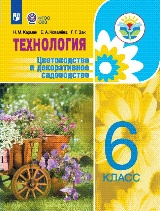 Н.М. Карман, Е.А. Ковалёва, Г.Г. Зак
ТЕХНОЛОГИЯ
Цветоводство
и декоративное
садоводство
6
КЛАСС